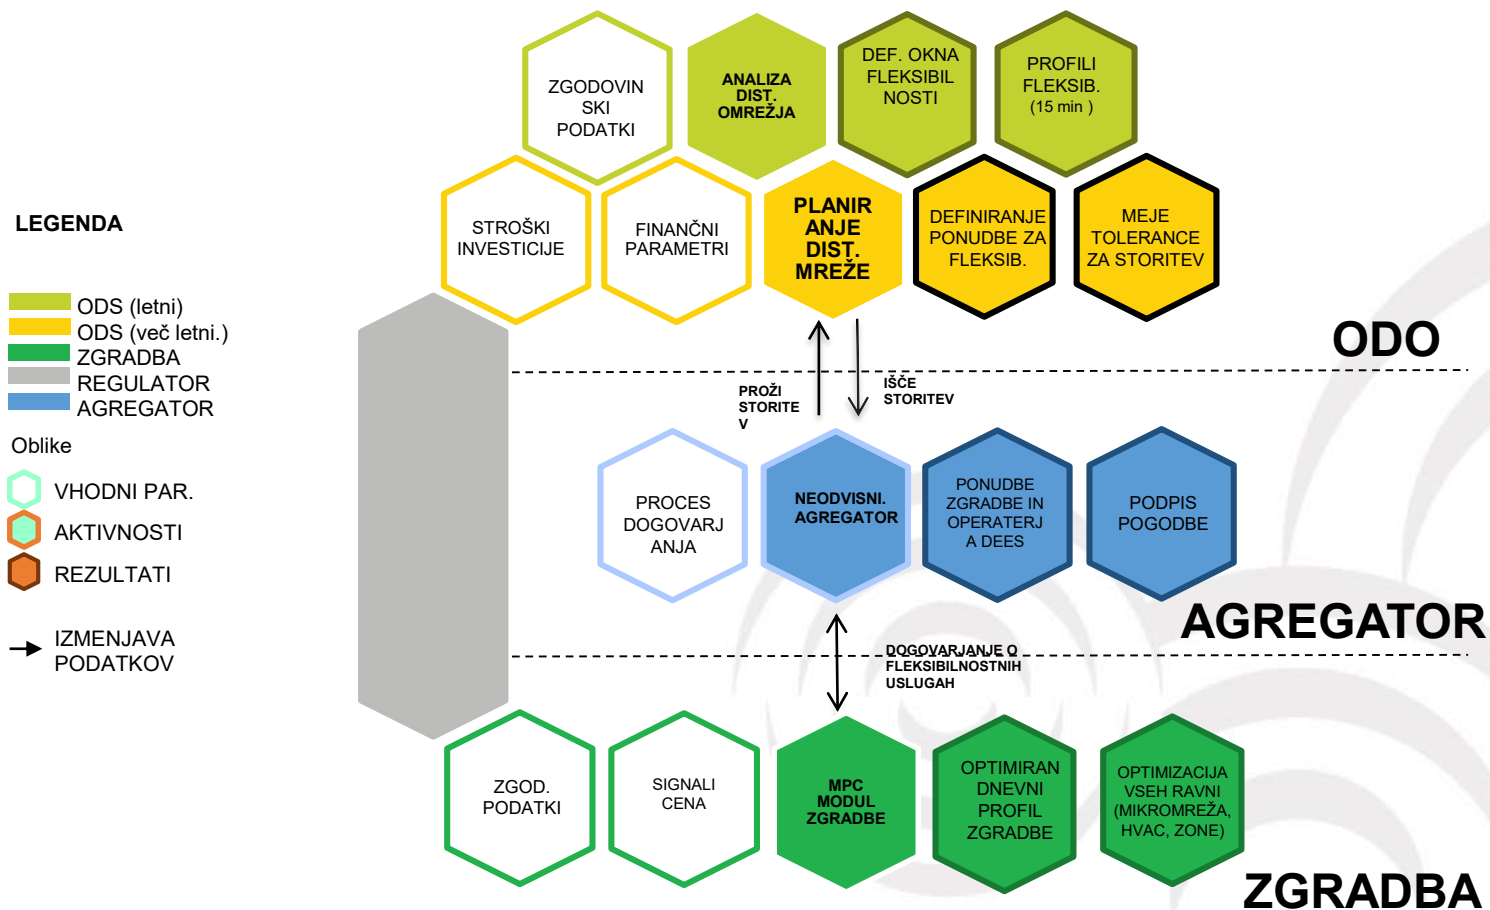 ZGODOVIN
SKI
PODATKI
ANALIZA
DIST.
OMREŽJA
DEF. OKNA
FLEKSIBIL
NOSTI
PROFILI
FLEKSIB.
(15 min )
STROŠKI
INVESTICIJE
FINANČNI
PARAMETRI
PLANIR
ANJE
DIST.
MREŽE
DEFINIRANJE
PONUDBE ZA
FLEKSIB.
MEJE
TOLERANCE
ZA STORITEV
LEGENDA
ODS (letni)
ODS (več letni.)
ZGRADBA
REGULATOR
AGREGATOR
Oblike
VHODNI PAR.
AKTIVNOSTI
REZULTATI
IZMENJAVA
PODATKOV
ODO
PROŽI
STORITE
V
IŠČE
STORITEV
PROCES
DOGOVARJ
ANJA
NEODVISNI.
AGREGATOR
PONUDBE
ZGRADBE IN
OPERATERJ
A DEES
PODPIS
POGODBE
AGREGATOR
DOGOVARJANJE O
FLEKSIBILNOSTNIH
USLUGAH
ZGOD.
PODATKI
SIGNALI
CENA
MPC
MODUL
ZGRADBE
OPTIMIRAN
DNEVNI
PROFIL
ZGRADBE
OPTIMIZACIJA
VSEH RAVNI
(MIKROMREŽA,
HVAC, ZONE)
ZGRADBA